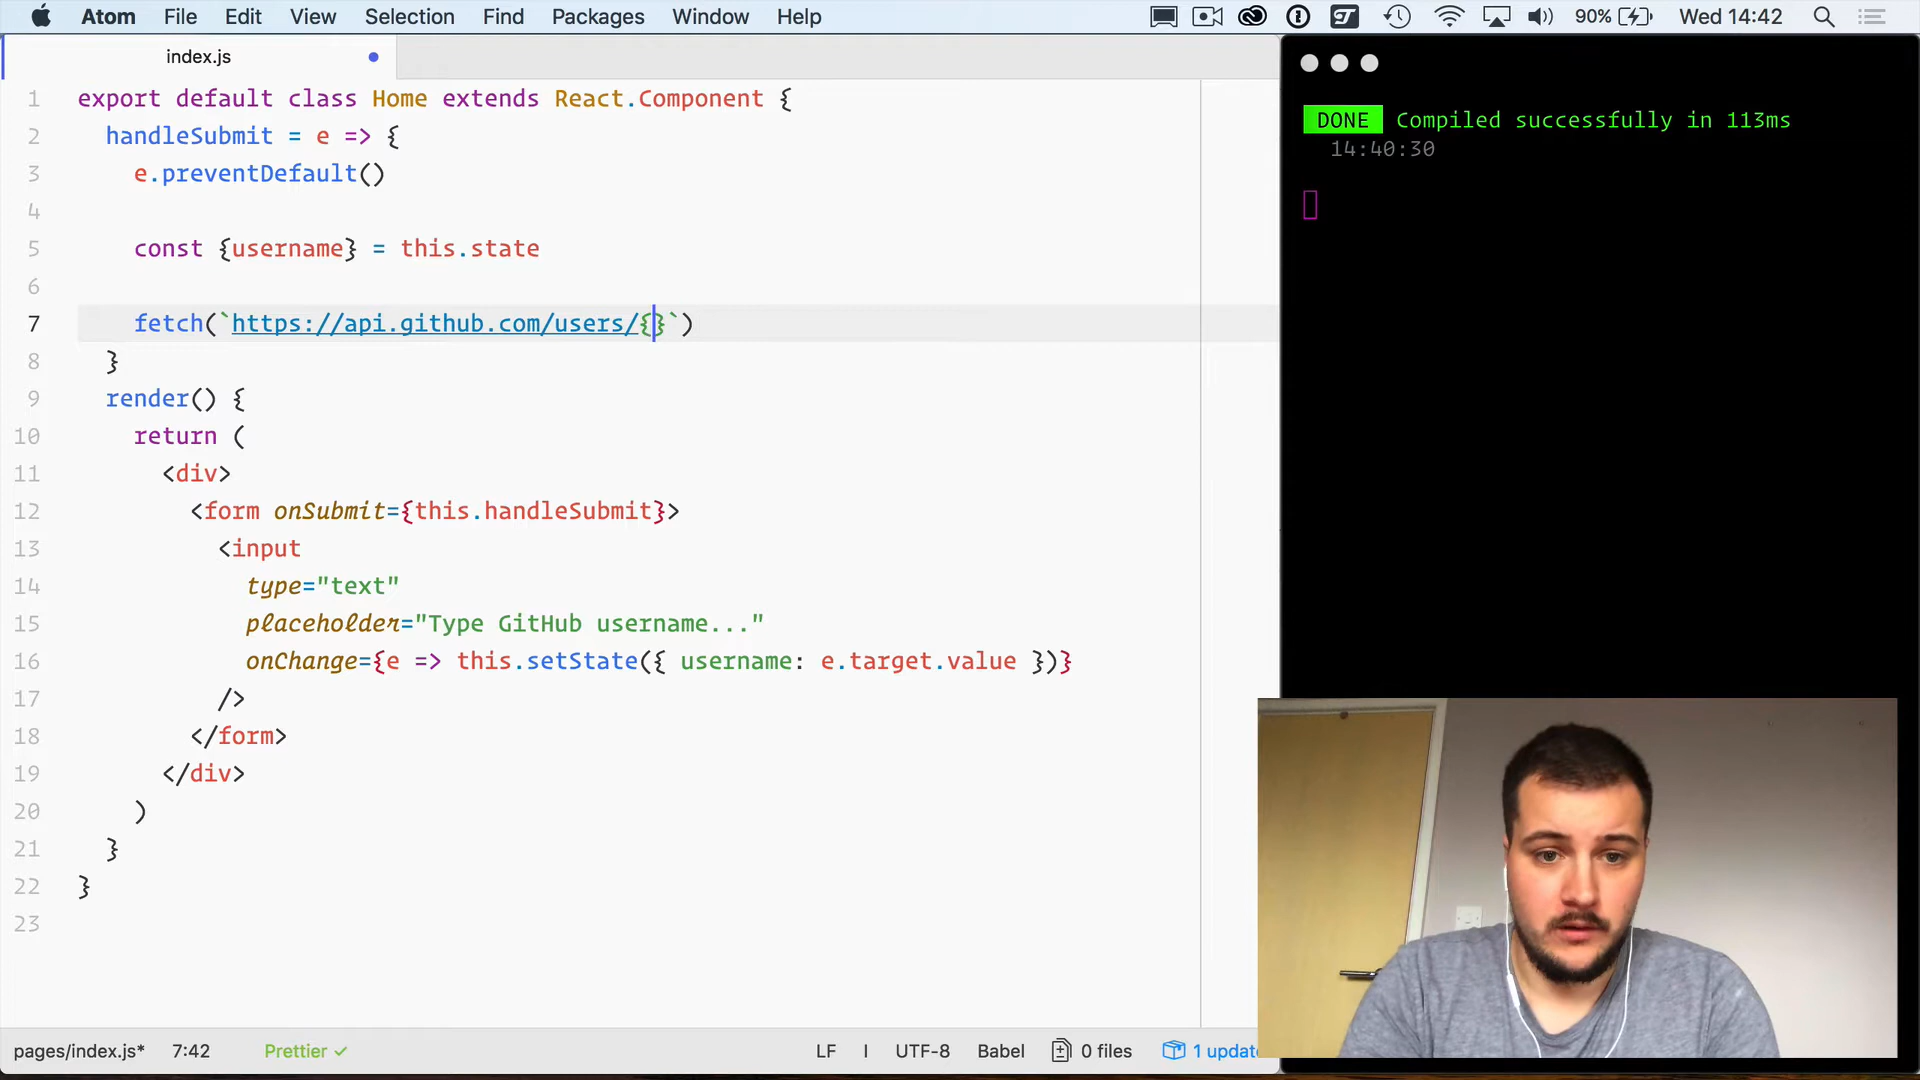 Atom File Edit View Selection Find Packages Window Help 90% Wed 14:42
index.js
1 export default class Home extends React.Component {
2 handleSubmit = e => {
3 e.preventDefault()
4
5 const {username} = this.state
6
7 fetch(`https://api.github.com/users/{}`)
8 }
9 render() {
10 return (
11 <div>
12 <form onSubmit={this.handleSubmit}>
13 <input
14 type="text"
15 placeholder="Type GitHub username..."
16 onChange={e => this.setState({ username: e.target.value })}
17 />
18 </form>
19 </div>
20 )
21 }
22 }
23
DONE Compiled successfully in 113ms
14:40:30
pages/index.js* 7:42 Prettier ✓ LF I UTF-8 Babel 0 files 1 update